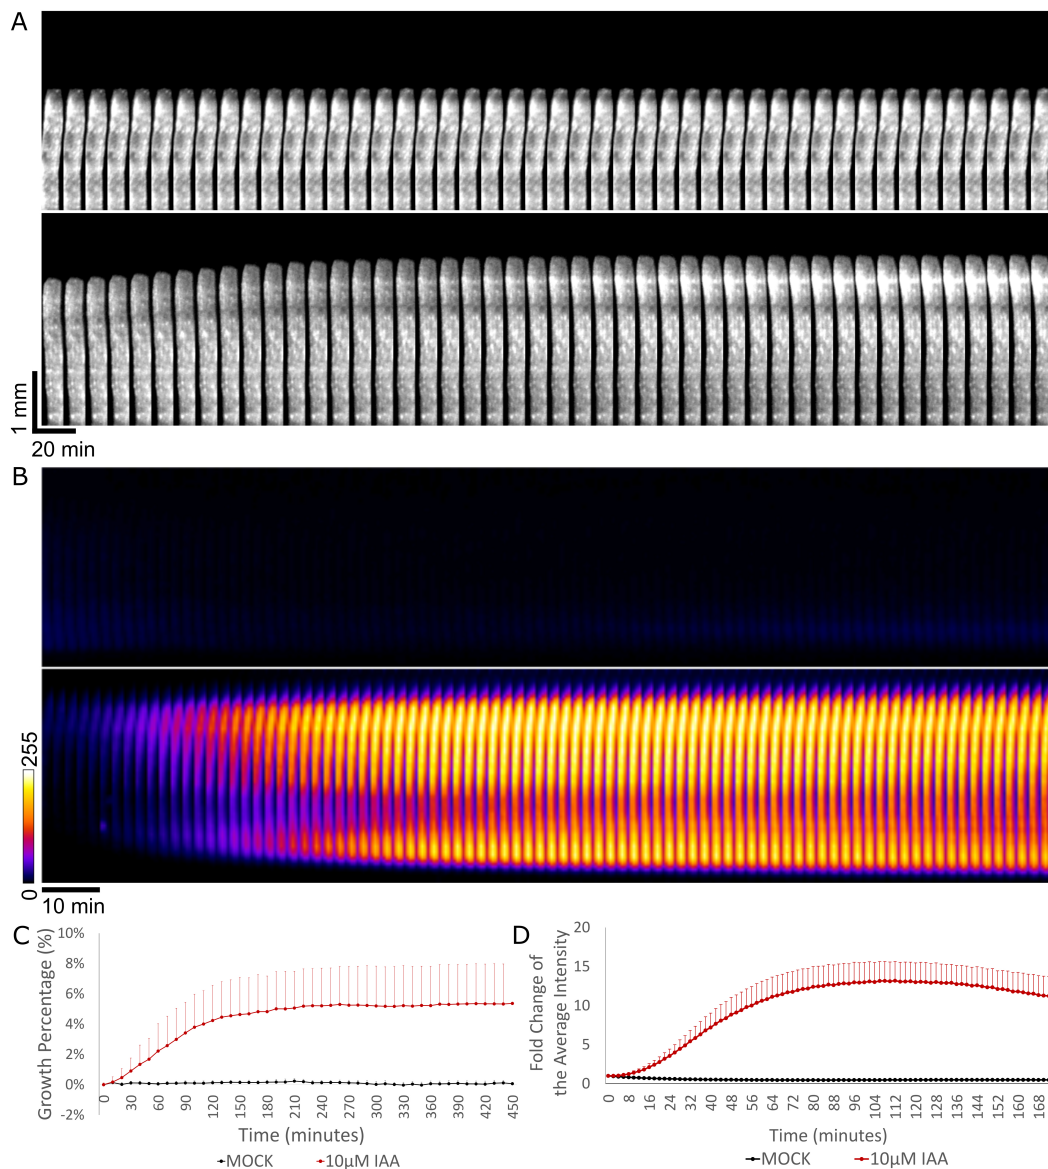 A
1 mm
20 min
B
0 255
10 min
C
Growth Percentage (%)
10%
8%
6%
4%
2%
0%
-2%
0 30 60 90 120 150 180 210 240 270 300 330 360 390 420 450
Time (minutes)
MOCK 10µM IAA
D
Fold Change of
the Average Intensity
20
15
10
5
0
0 8 16 24 32 40 48 56 64 72 80 88 96 104 112 120 128 136 144 152 160 168
Time (minutes)
MOCK 10µM IAA